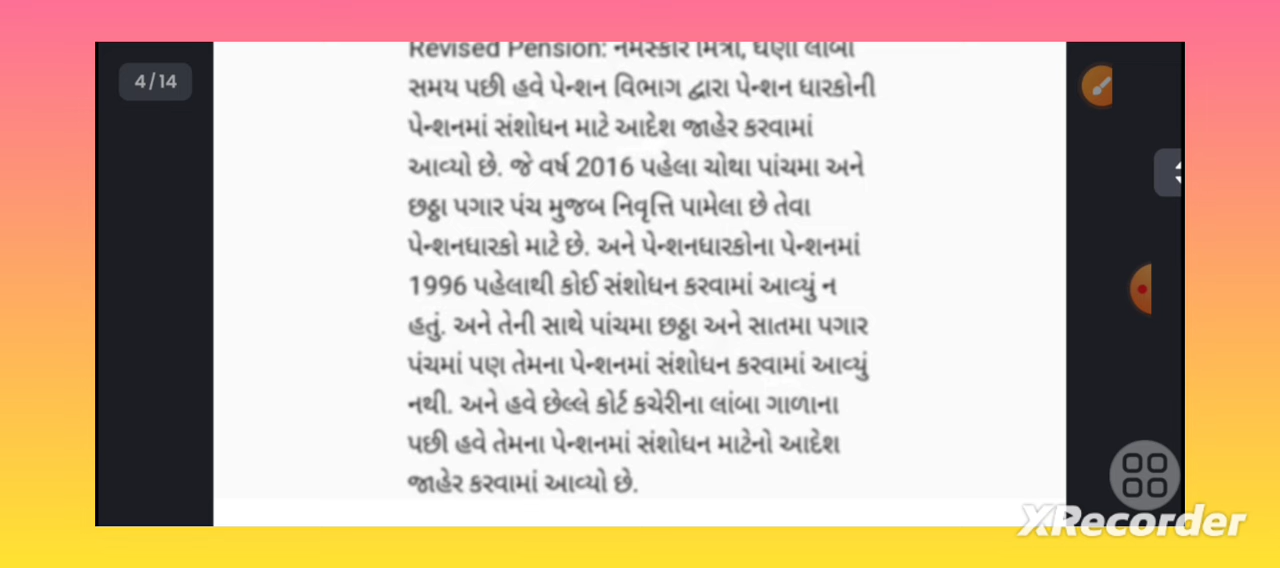 4/14
Revised Pension: નમસ્કાર મિત્રો, ઘણા લાંબા
સમય પછી હવે પેન્શન વિભાગ દ્વારા પેન્શન ધારકોની
પેન્શનમાં સંશોધન માટે આદેશ જાહેર કરવામાં
આવ્યો છે. જે વર્ષ 2016 પહેલા ચોથા પાંચમા અને
છઠ્ઠા પગાર પંચ મુજબ નિવૃત્તિ પામેલા છે તેવા
પેન્શનધારકો માટે છે. અને પેન્શનધારકોના પેન્શનમાં
1996 પહેલાથી કોઈ સંશોધન કરવામાં આવ્યું ન
હતું. અને તેની સાથે પાંચમા છઠ્ઠા અને સાતમા પગાર
પંચમાં પણ તેમના પેન્શનમાં સંશોધન કરવામાં આવ્યું
નથી. અને હવે છેલ્લે કોર્ટ કચેરીના લાંબા ગાળાના
પછી હવે તેમના પેન્શનમાં સંશોધન માટેનો આદેશ
જાહેર કરવામાં આવ્યો છે.
XRecorder